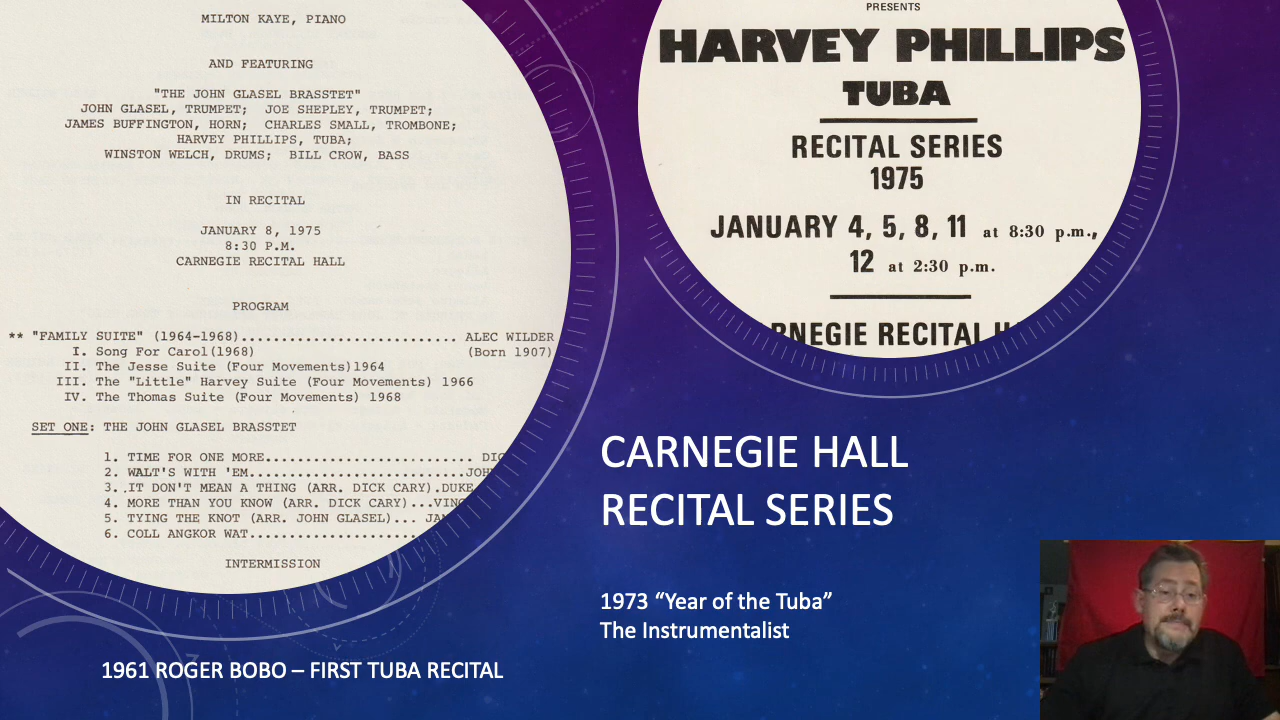 MILTON KAYE, PIANO
AND FEATURING
"THE JOHN GLASEL BRASSTET"
JOHN GLASEL, TRUMPET; JOE SHEPLEY, TRUMPET;
JAMES BUFFINGTON, HORN; CHARLES SMALL, TROMBONE;
HARVEY PHILLIPS, TUBA;
WINSTON WELCH, DRUMS; BILL CROW, BASS
IN RECITAL
JANUARY 8, 1975
8:30 P.M.
CARNEGIE RECITAL HALL
PROGRAM
** "FAMILY SUITE" (1964-1968)............................ ALEC WILDER
I. Song For Carol(1968) (Born 1907)
II. The Jesse Suite (Four Movements)1964
III. The "Little" Harvey Suite (Four Movements) 1966
IV. The Thomas Suite (Four Movements) 1968
SET ONE: THE JOHN GLASEL BRASSTET
1. TIME FOR ONE MORE...........................
2. WALT'S WITH 'EM............................
3. IT DON'T MEAN A THING (ARR. DICK CARY).DUKE
4. MORE THAN YOU KNOW (ARR. DICK CARY)...
5. TYING THE KNOT (ARR. JOHN GLASEL)...
6. COLL ANGKOR WAT......................
INTERMISSION
PRESENTS
HARVEY PHILLIPS
TUBA
RECITAL SERIES
1975
JANUARY 4, 5, 8, 11 at 8:30 p.m.,
12 at 2:30 p.m.
RECITAL
CARNEGIE HALL
RECITAL SERIES
1973 “Year of the Tuba”
The Instrumentalist
1961 ROGER BOBO – FIRST TUBA RECITAL